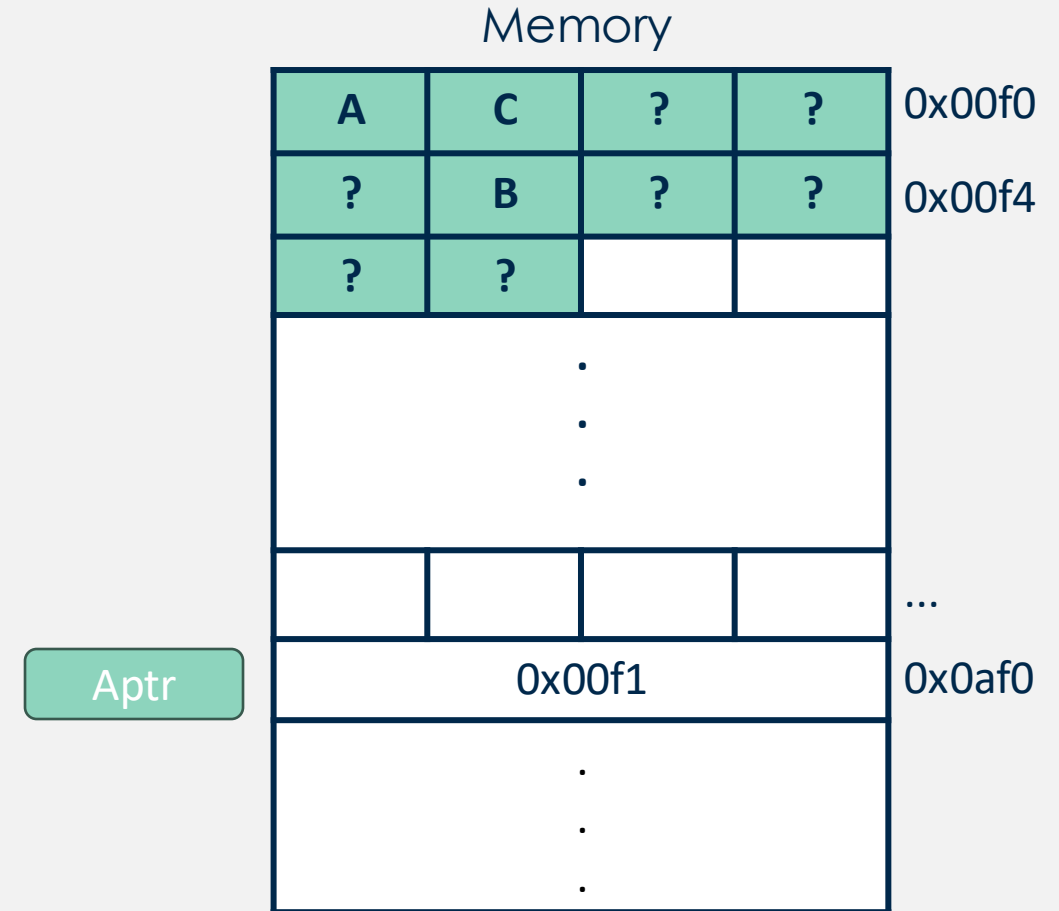 Memory
A C ? ? 0x00f0
? B ? ? 0x00f4
? ?
.
.
.
...
Aptr 0x00f1 0x0af0
.
.
.